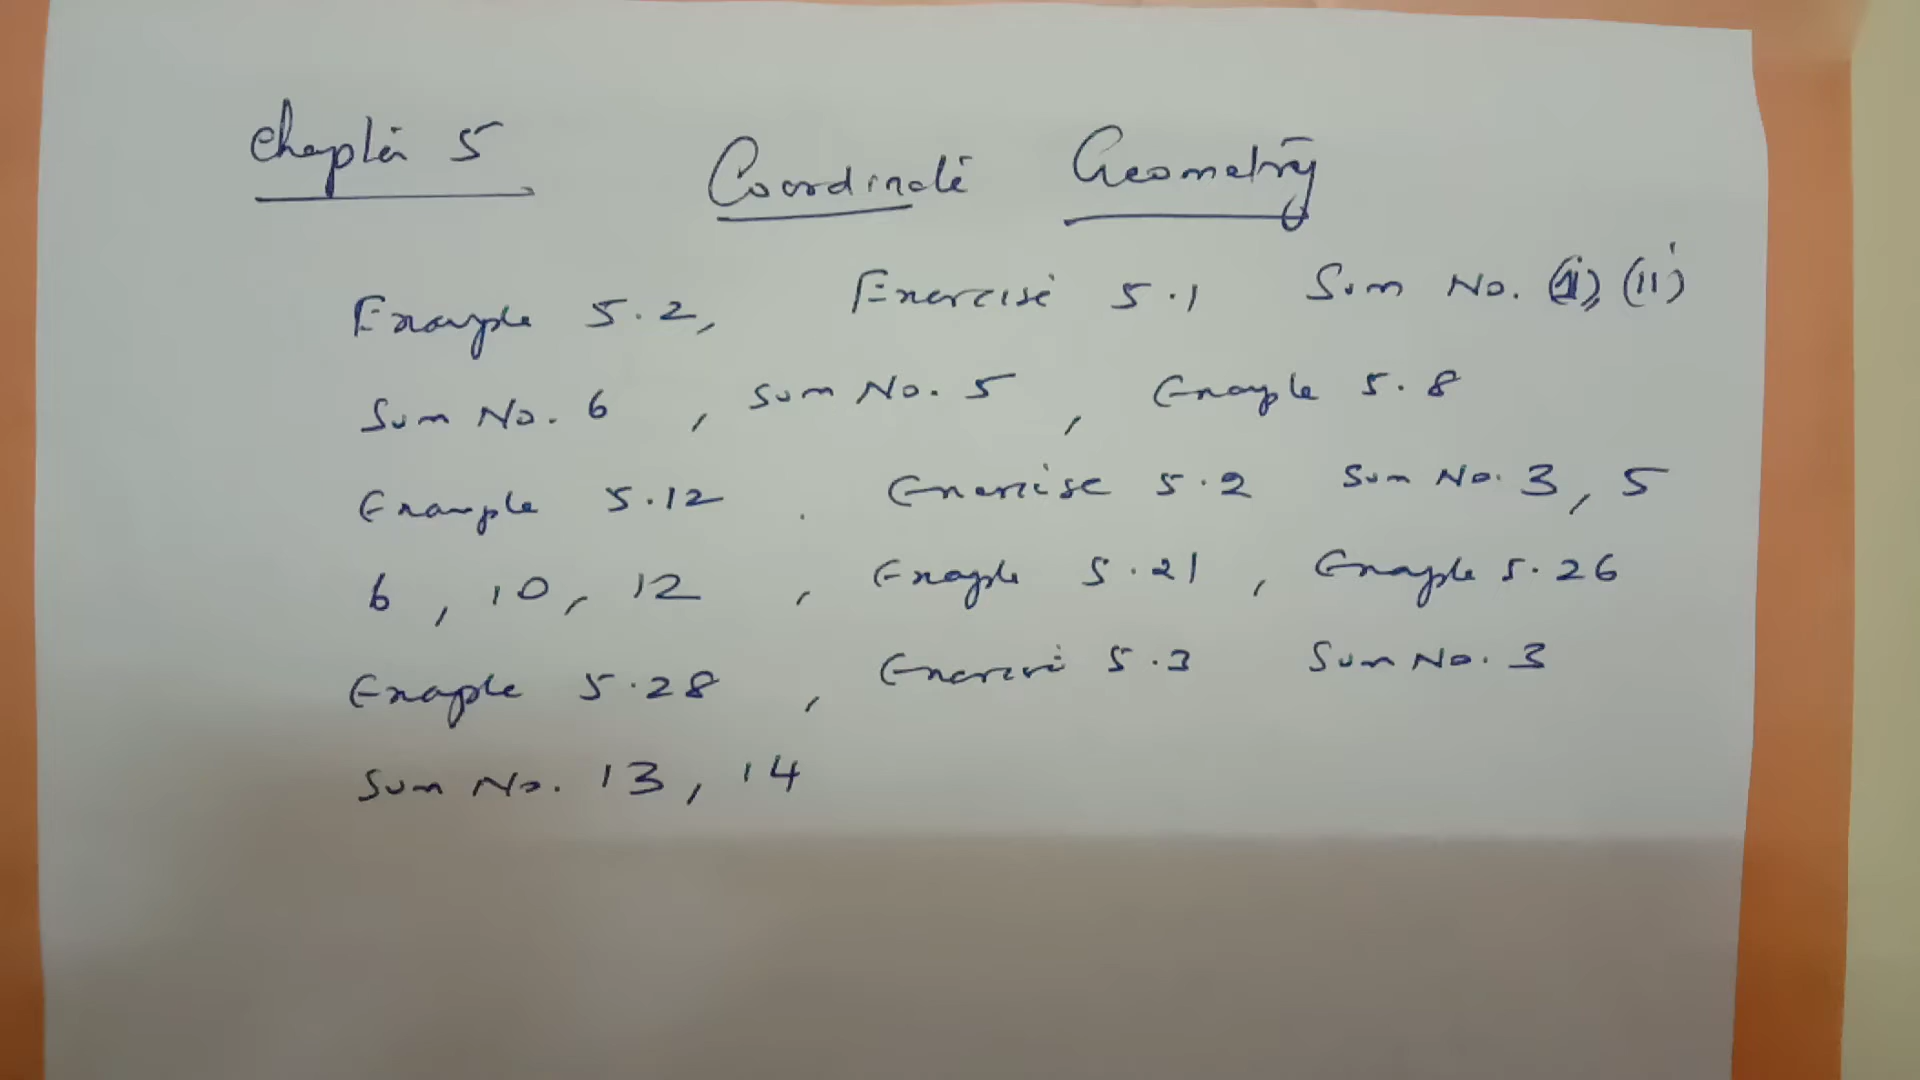 Chapter 5 Coordinate Geometry
Example 5.2, Exercise 5.1 Sum No. (i), (ii)
Sum No. 6, Sum No. 5, Example 5.8
Example 5.12. Exercise 5.2 Sum No. 3, 5
6, 10, 12, Example 5.21, Example 5.26
Example 5.28, Exercise 5.3 Sum No. 3
Sum No. 13, 14